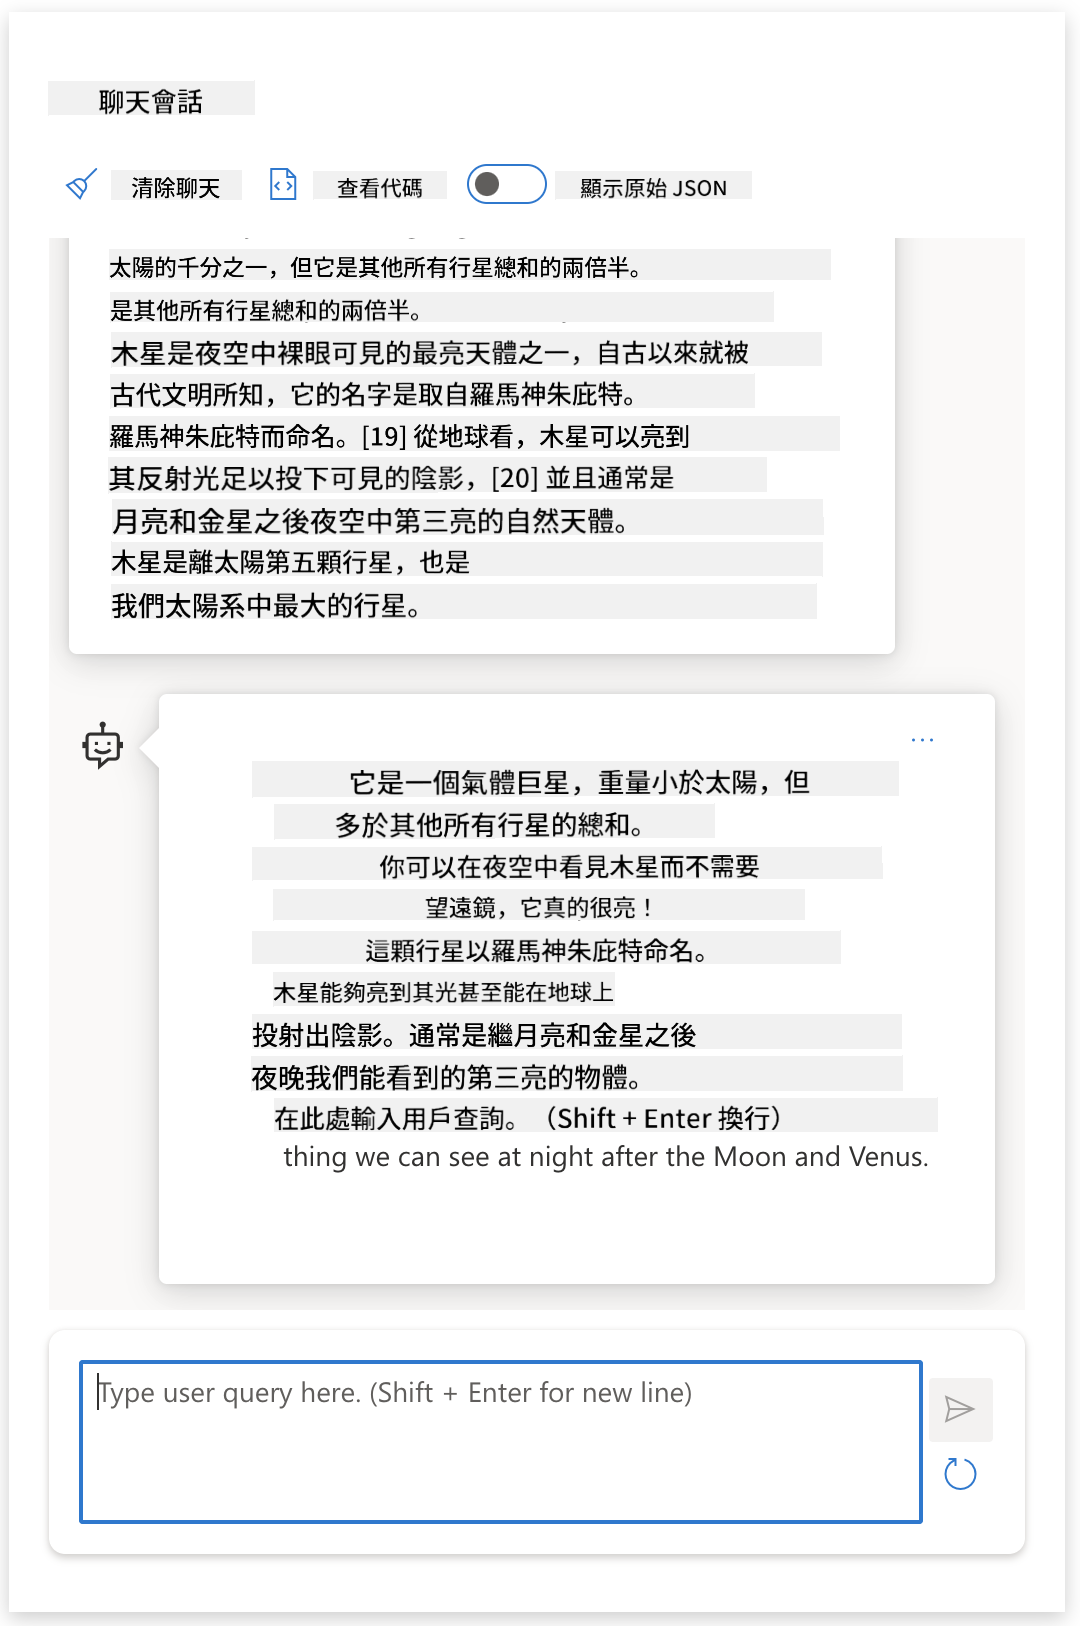 聊天會話
清除聊天
查看代碼
顯示原始 JSON
太陽的千分之一，但它是其他所有行星總和的兩倍半。
是其他所有行星總和的兩倍半。
木星是夜空中裸眼可見的最亮天體之一，自古以來就被
古代文明所知，它的名字是取自羅馬神朱庇特。
羅馬神朱庇特而命名。[19] 從地球看，木星可以亮到
其反射光足以投下可見的陰影，[20] 並且通常是
月亮和金星之後夜空中第三亮的自然天體。
木星是離太陽第五顆行星，也是
我們太陽系中最大的行星。
...
它是一個氣體巨星，重量小於太陽，但
多於其他所有行星的總和。
你可以在夜空中看見木星而不需要
望遠鏡，它真的很亮！
這顆行星以羅馬神朱庇特命名。
木星能夠亮到其光甚至能在地球上
投射出陰影。通常是繼月亮和金星之後
夜晚我們能看到的第三亮的物體。
在此處輸入用戶查詢。（Shift + Enter 換行）
thing we can see at night after the Moon and Venus.
Type user query here. (Shift + Enter for new line)